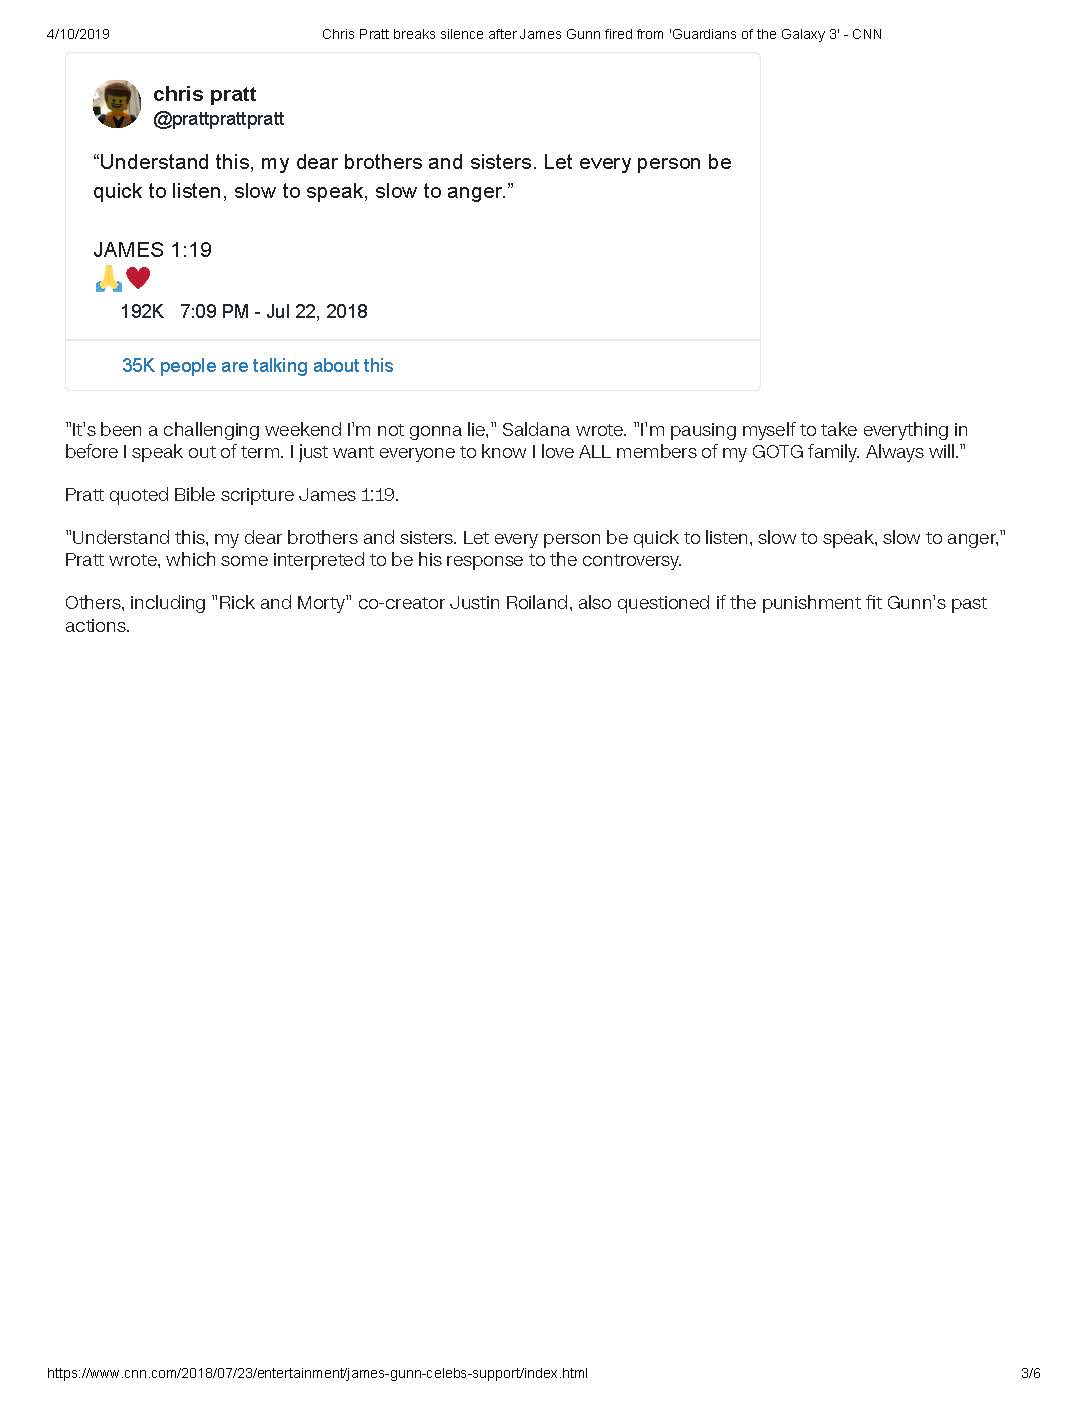 4/10/2019 Chris Pratt breaks silence after James Gunn fired from 'Guardians of the Galaxy 3' - CNN
chris pratt
@prattprattpratt
“Understand this, my dear brothers and sisters. Let every person be
quick to listen, slow to speak, slow to anger.”
JAMES 1:19
🙏♥
192K 7:09 PM - Jul 22, 2018
35K people are talking about this
"It's been a challenging weekend I'm not gonna lie," Saldana wrote. "I'm pausing myself to take everything in
before I speak out of term. I just want everyone to know I love ALL members of my GOTG family. Always will."
Pratt quoted Bible scripture James 1:19.
"Understand this, my dear brothers and sisters. Let every person be quick to listen, slow to speak, slow to anger,"
Pratt wrote, which some interpreted to be his response to the controversy.
Others, including "Rick and Morty" co-creator Justin Roiland, also questioned if the punishment fit Gunn's past
actions.
https://www.cnn.com/2018/07/23/entertainment/james-gunn-celebs-support/index.html 3/6